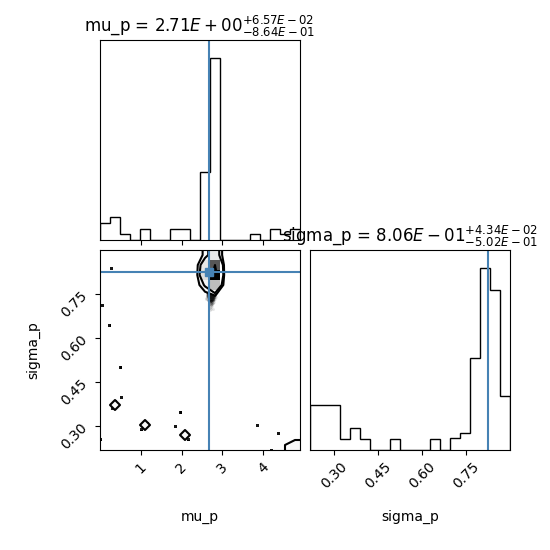 mu_p = 2.71E + 00+6.57E − 02 −8.64E − 01
sigma_p = 8.06E − 01+4.34E − 02 −5.02E − 01
sigma_p
0.75
0.60
0.45
0.30
1 2 3 4
0.30 0.45 0.60 0.75
mu_p
sigma_p